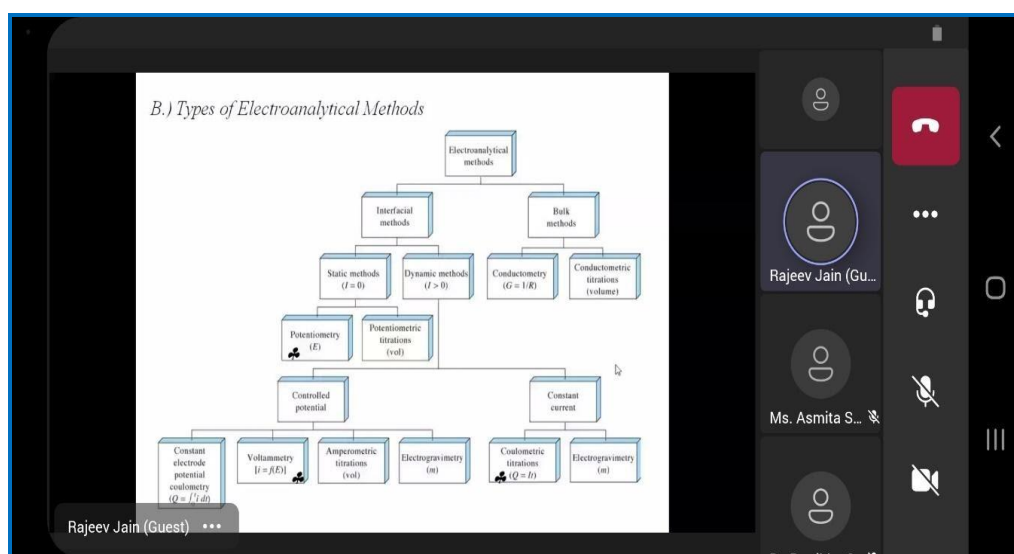 B.) Types of Electroanalytical Methods
Electroanalytical
methods
Interfacial
methods
Bulk
methods
Static methods
(I = 0)
Dynamic methods
(I > 0)
Conductometry
(G = 1/R)
Conductometric
titrations
(volume)
Potentiometry
(E)
Potentiometric
titrations
(vol)
Controlled
potential
Constant
current
Constant
electrode
potential
coulometry
(Q = ∫ i dt)
Voltammetry
[i = f(E)]
Amperometric
titrations
(vol)
Electrogravimetry
(m)
Coulometric
titrations
(Q = It)
Electrogravimetry
(m)
Rajeev Jain (Guest) •••
Rajeev Jain (Gu...
Ms. Asmita S...